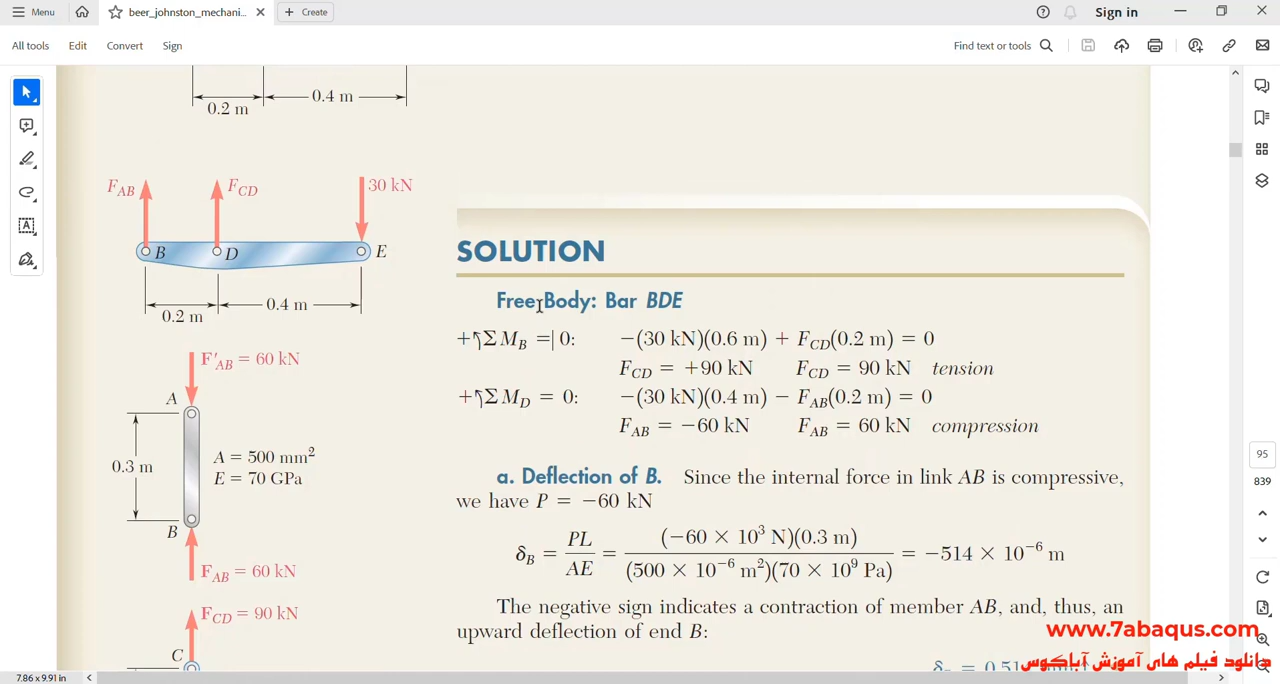 Menu
beer_johnston_mechani...
Create
Sign in
All tools
Edit
Convert
Sign
Find text or tools
0.2 m
0.4 m
F_AB
F_CD
30 kN
B
D
E
0.2 m
0.4 m
F′_AB = 60 kN
A
0.3 m
A = 500 mm²
E = 70 GPa
B
F_AB = 60 kN
F_CD = 90 kN
C
SOLUTION
Free Body: Bar BDE
+↰ΣM_B = 0: −(30 kN)(0.6 m) + F_CD(0.2 m) = 0
F_CD = +90 kN F_CD = 90 kN tension
+↰ΣM_D = 0: −(30 kN)(0.4 m) − F_AB(0.2 m) = 0
F_AB = −60 kN F_AB = 60 kN compression
a. Deflection of B. Since the internal force in link AB is compressive,
we have P = −60 kN
δ_B = PL/AE = (−60 × 10³ N)(0.3 m)/(500 × 10⁻⁶ m²)(70 × 10⁹ Pa) = −514 × 10⁻⁶ m
The negative sign indicates a contraction of member AB, and, thus, an
upward deflection of end B:
www.7abaqus.com
دانلود فیلم های آموزش آباکوس
95
839
7.86 x 9.91 in